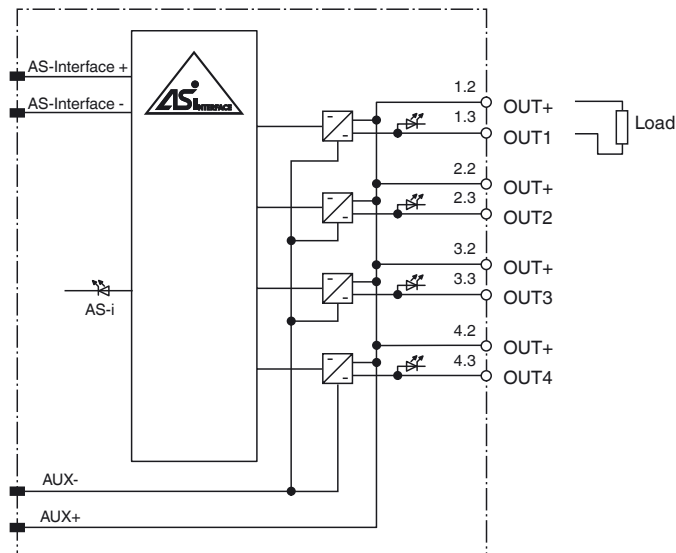 AS-Interface +
AS-Interface -
ASi INTERFACE
1.2
OUT+
1.3
OUT1
Load
2.2
OUT+
2.3
OUT2
3.2
OUT+
3.3
OUT3
AS-i
4.2
OUT+
4.3
OUT4
AUX-
AUX+